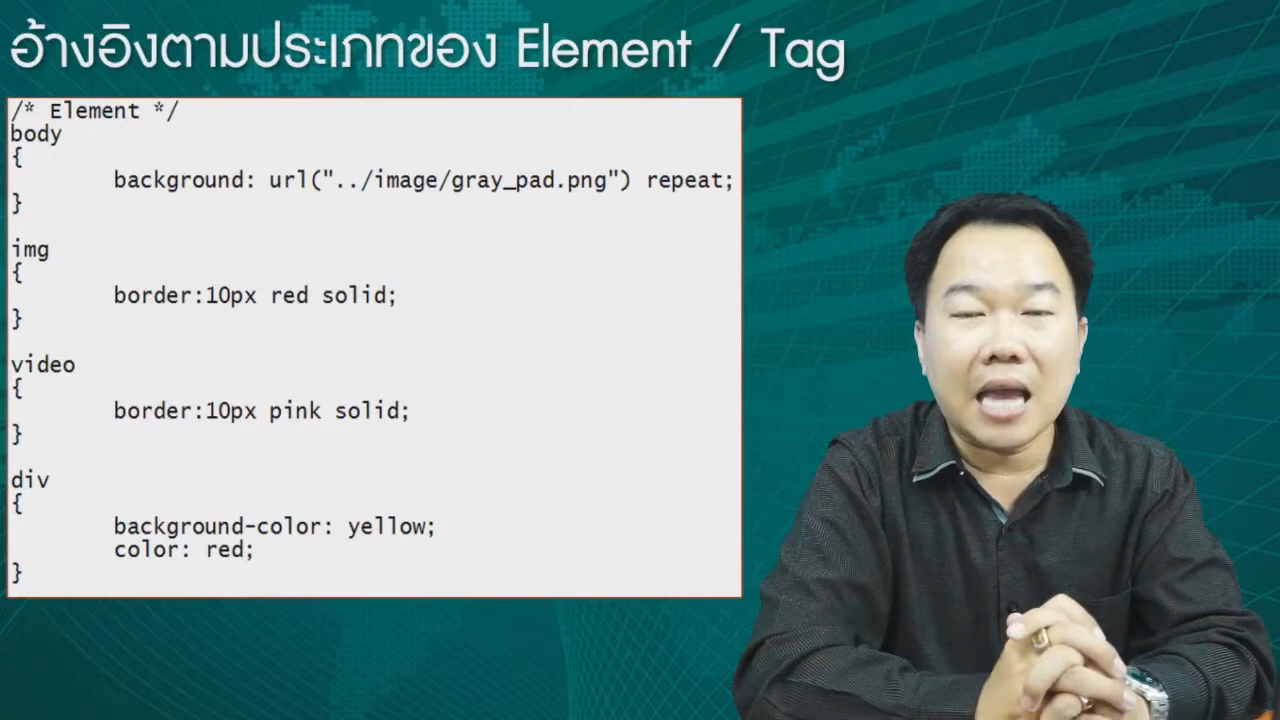 อ้างอิงตามประเภทของ Element / Tag
/* Element */
body
{
background: url("../image/gray_pad.png") repeat;
}
img
{
border:10px red solid;
}
video
{
border:10px pink solid;
}
div
{
background-color: yellow;
color: red;
}